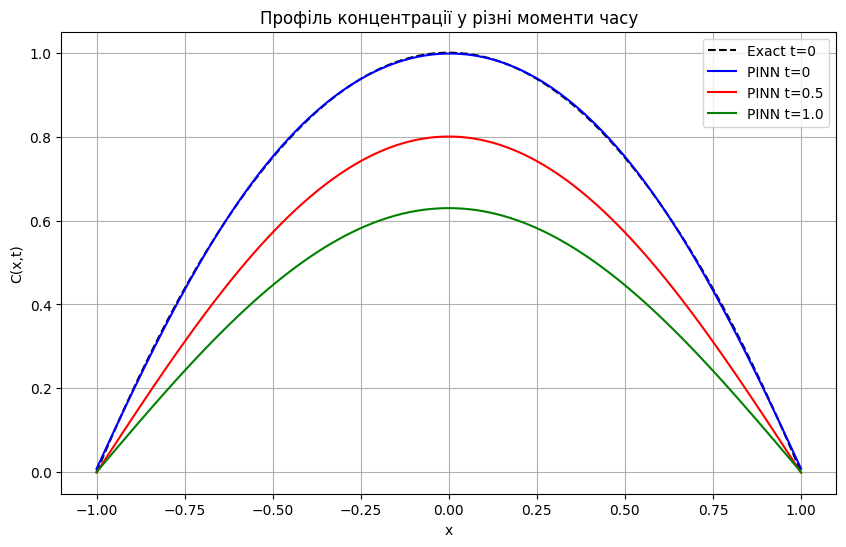 Профіль концентрації у різні моменти часу
Exact t=0
PINN t=0
PINN t=0.5
PINN t=1.0
C(x,t)
1.0
0.8
0.6
0.4
0.2
0.0
−1.00 −0.75 −0.50 −0.25 0.00 0.25 0.50 0.75 1.00
x